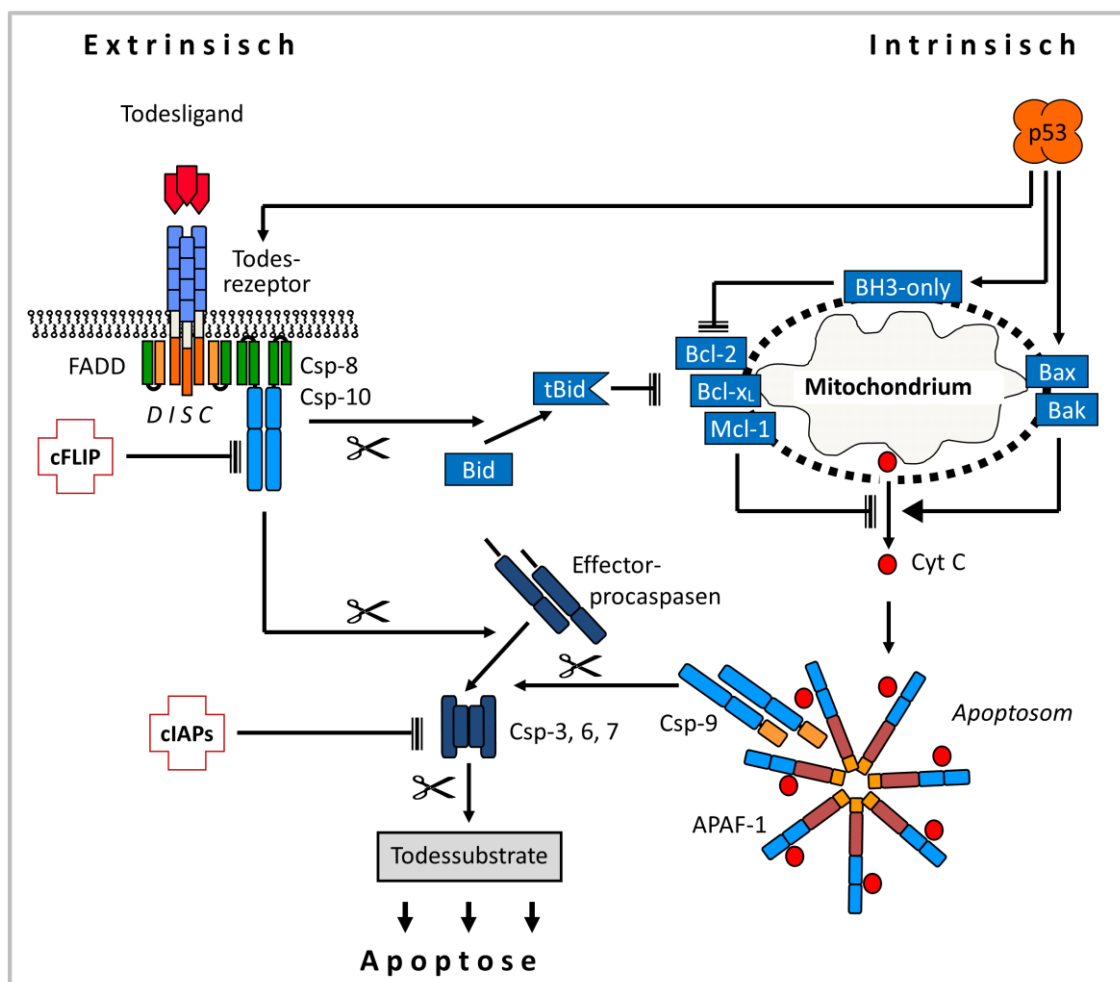 Extrinsisch
Intrinsisch
Todesligand
p53
Todes-
rezeptor
BH3-only
FADD
Csp-8
Csp-10
DISC
Bcl-2
Bcl-xL
Mcl-1
tBid
Bid
Mitochondrium
Bax
Bak
cFLIP
Cyt C
Effector-
procaspasen
cIAPs
Csp-3, 6, 7
Csp-9
Apoptosom
APAF-1
Todessubstrate
Apoptose